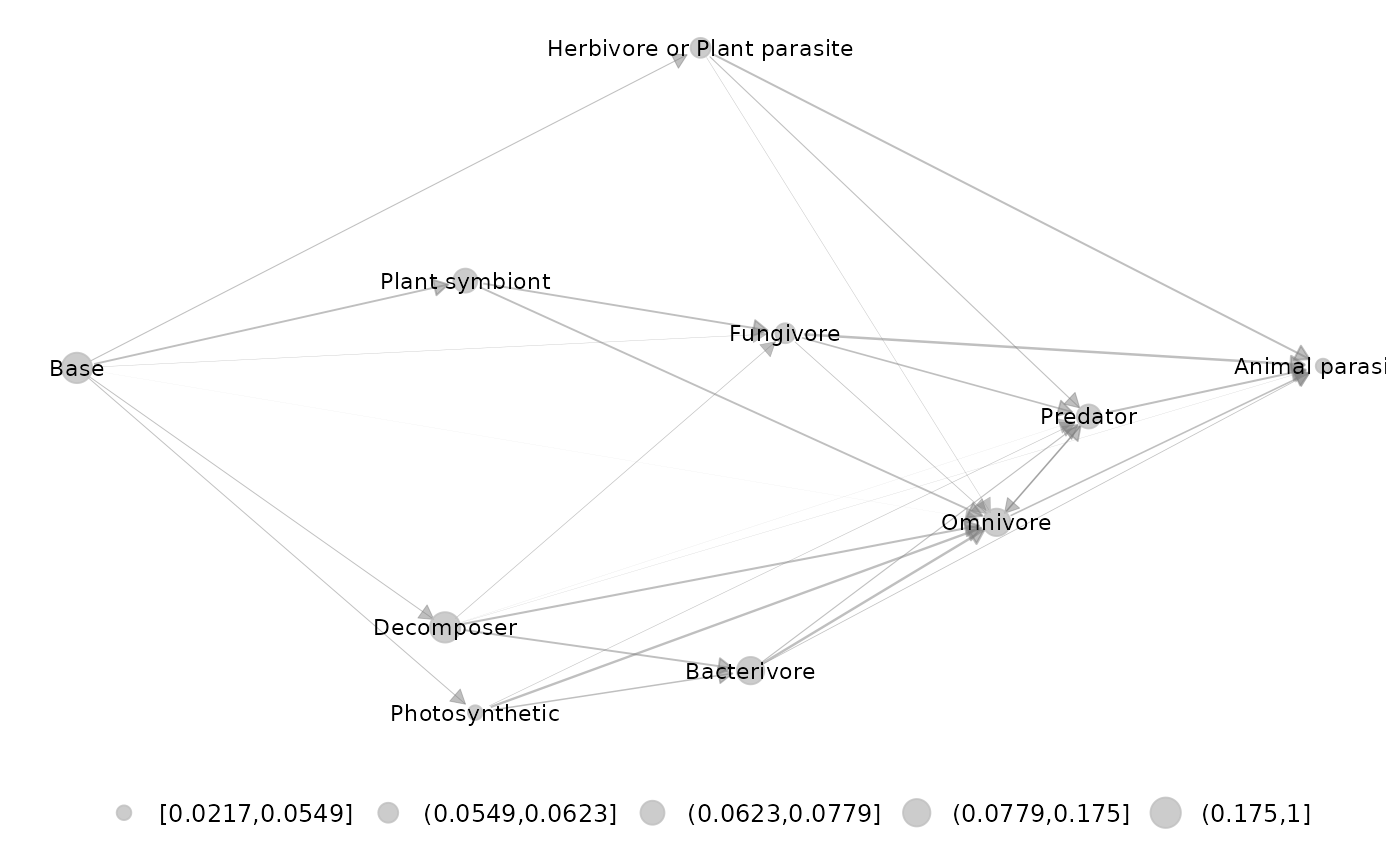 Herbivore or Plant parasite
Plant symbiont
Fungivore
Base
Animal parasi
Predator
Omnivore
Decomposer
Bacterivore
Photosynthetic
[0.0217,0.0549] (0.0549,0.0623] (0.0623,0.0779] (0.0779,0.175] (0.175,1]